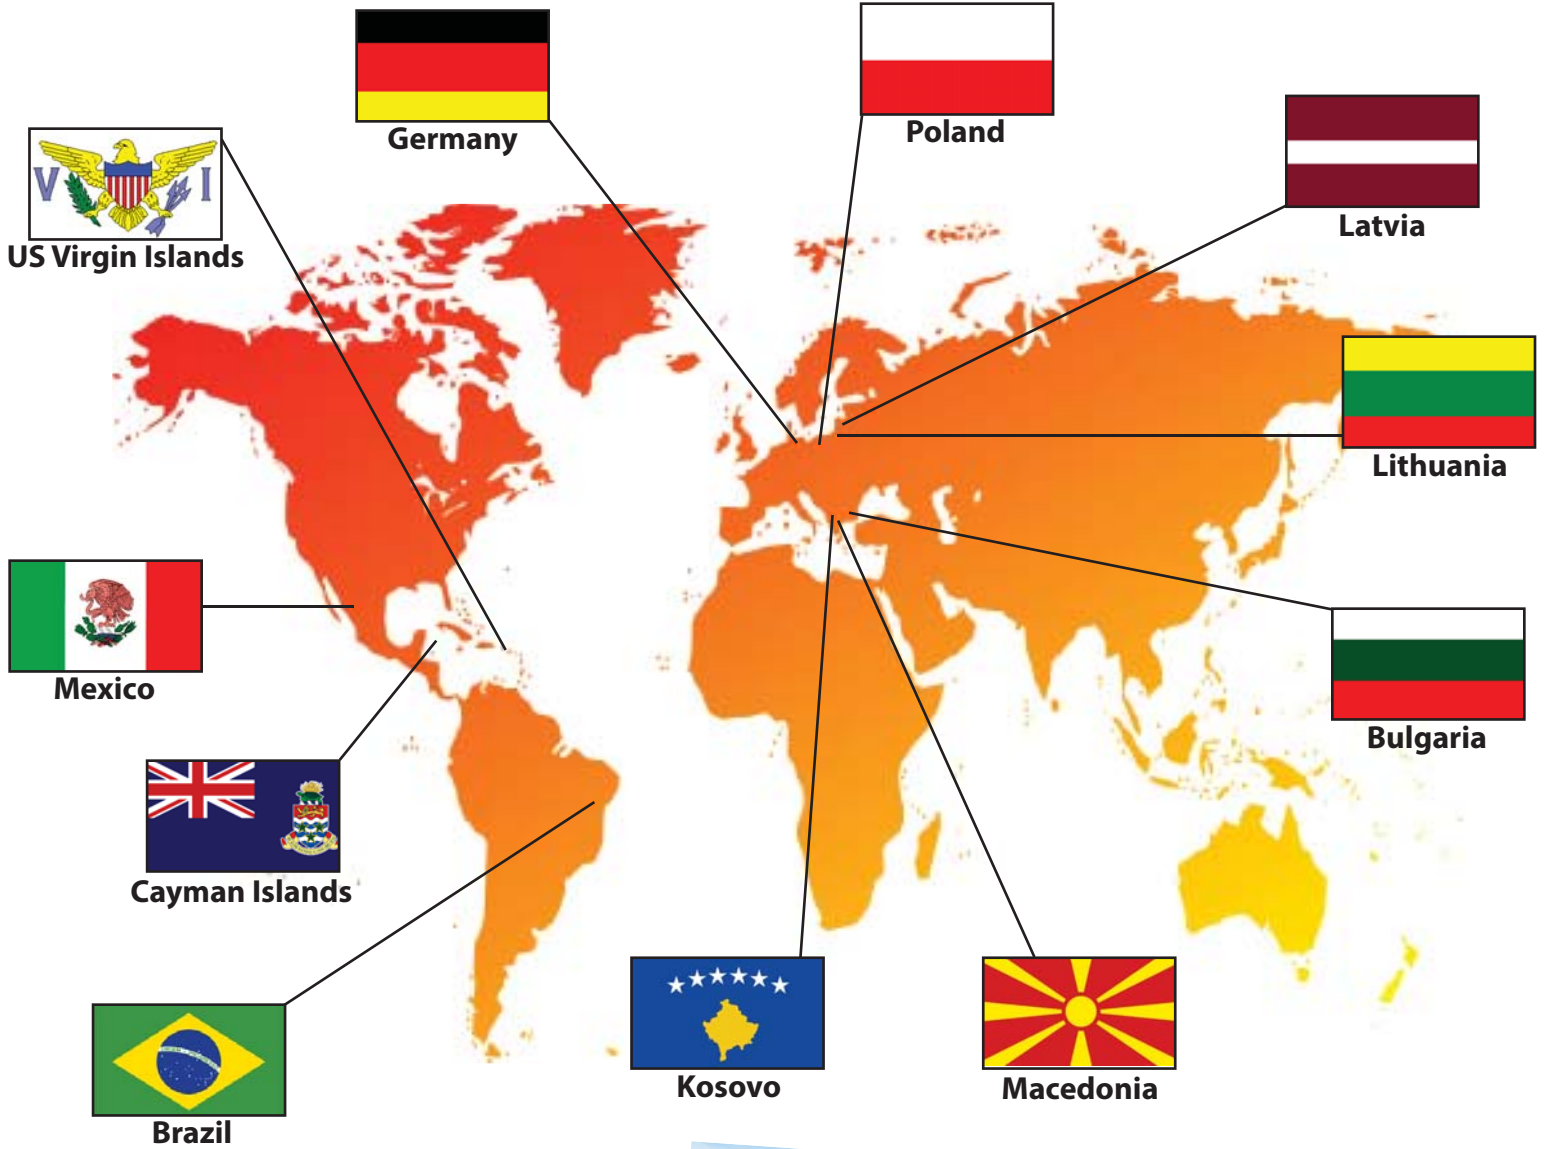 Germany
Poland
Latvia
V I
US Virgin Islands
Lithuania
Mexico
Bulgaria
Cayman Islands
Kosovo
Macedonia
Brazil